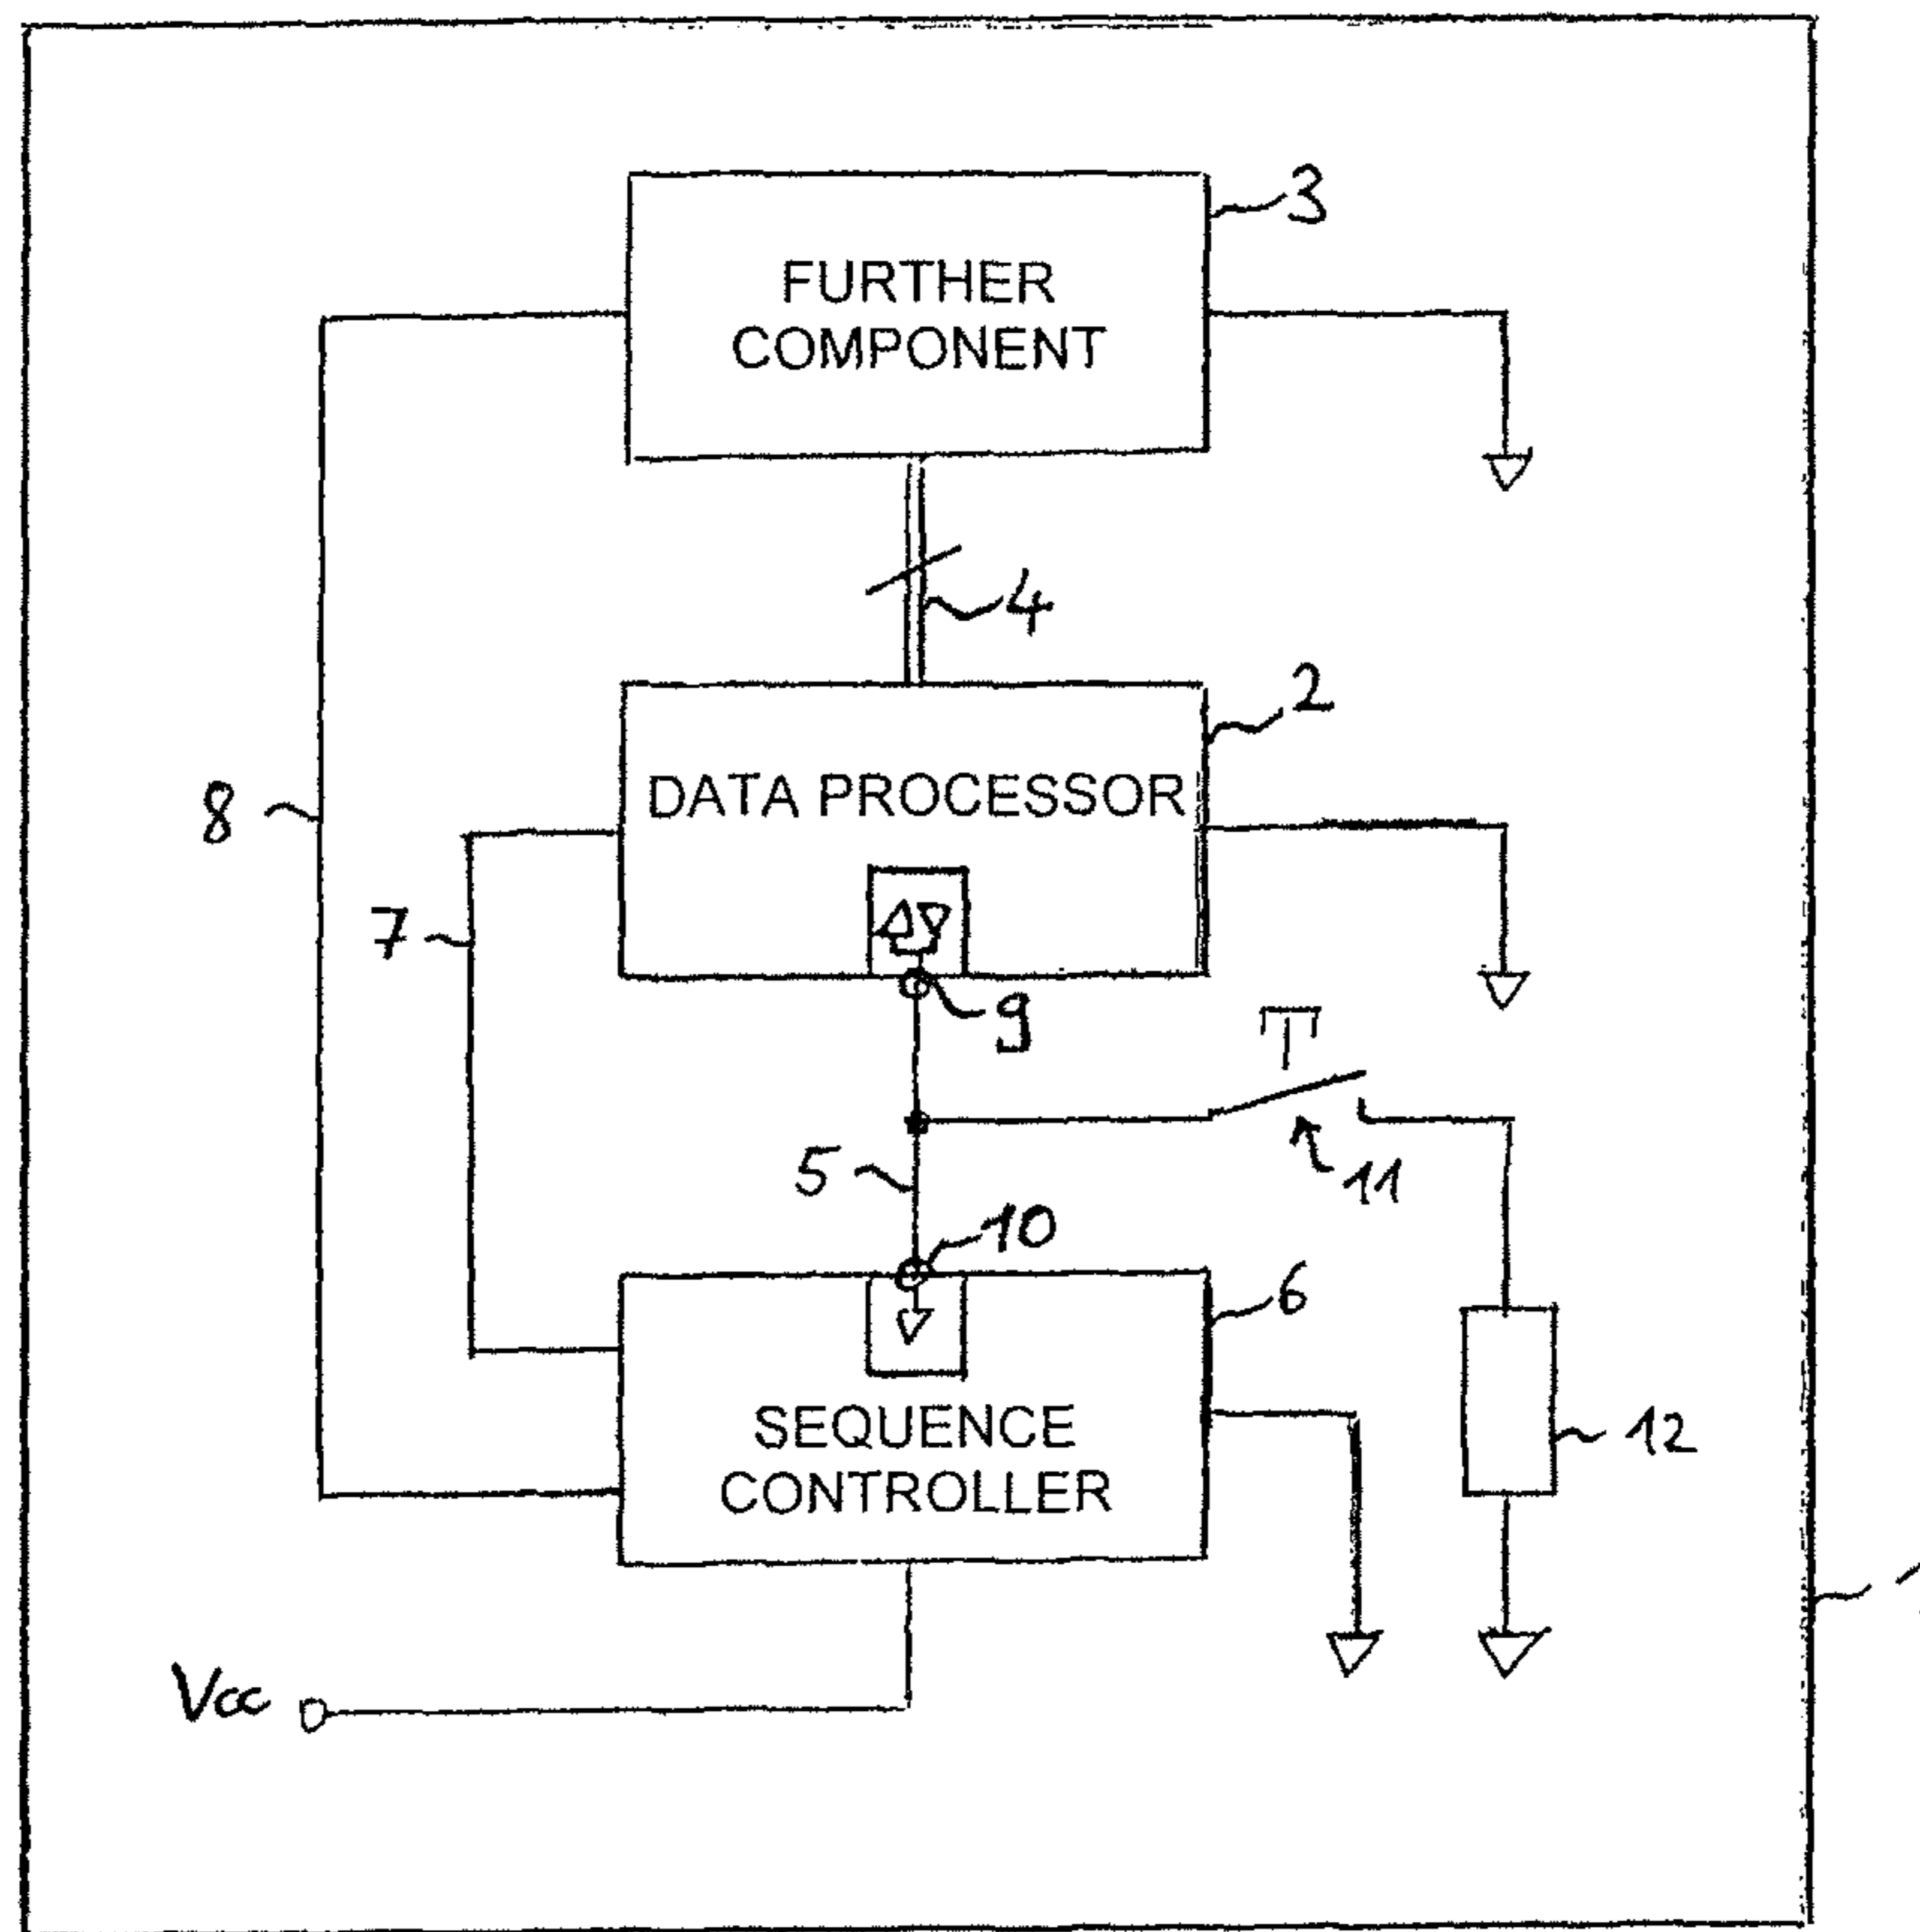 3
FURTHER
COMPONENT
4
2
DATA PROCESSOR
8
7
9
5
11
10
6
SEQUENCE
CONTROLLER
12
Vcc